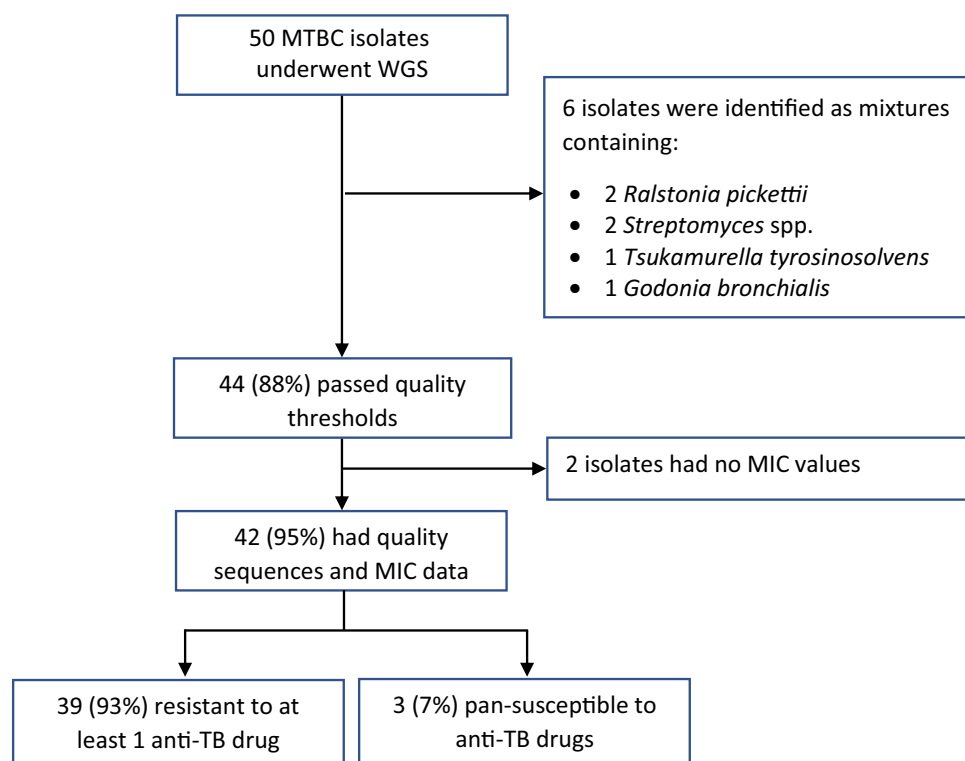 50 MTBC isolates
underwent WGS
6 isolates were identified as mixtures
containing:
• 2 Ralstonia pickettii
• 2 Streptomyces spp.
• 1 Tsukamurella tyrosinosolvens
• 1 Godonia bronchialis
44 (88%) passed quality
thresholds
2 isolates had no MIC values
42 (95%) had quality
sequences and MIC data
39 (93%) resistant to at
least 1 anti-TB drug
3 (7%) pan-susceptible to
anti-TB drugs